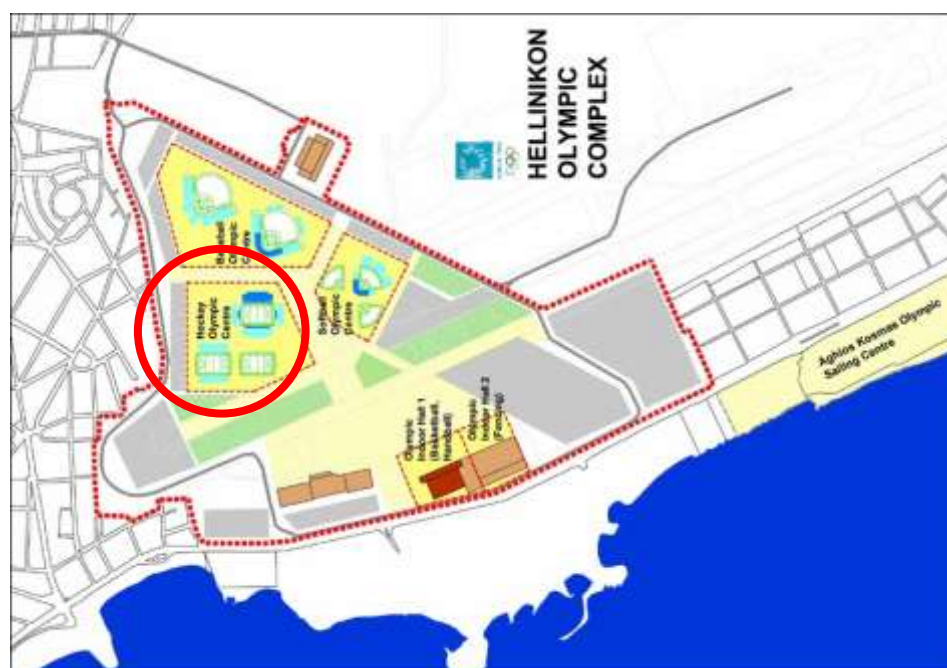 HELLINIKON
OLYMPIC
COMPLEX
Baseball
Olympic
Centre
Hockey
Olympic
Centre
Softball
Olympic
Centre
Olympic
Indoor Hall 1
(Basketball,
Handball)
Olympic
Indoor Hall 2
(Fencing)
Aghios Kosmas Olympic
Sailing Centre